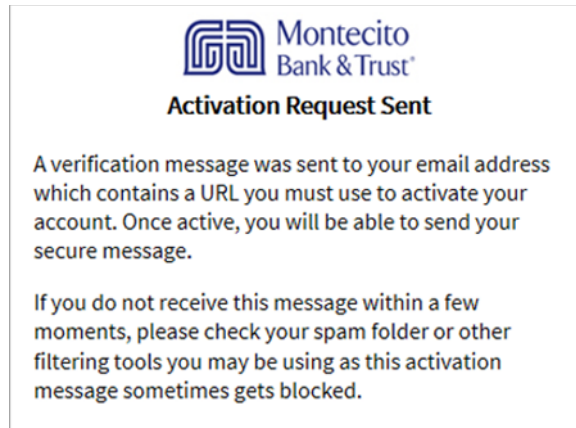 Montecito
Bank & Trust®
Activation Request Sent
A verification message was sent to your email address
which contains a URL you must use to activate your
account. Once active, you will be able to send your
secure message.
If you do not receive this message within a few
moments, please check your spam folder or other
filtering tools you may be using as this activation
message sometimes gets blocked.